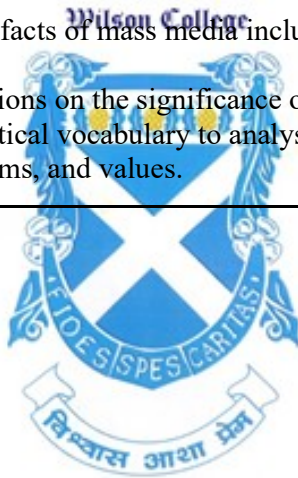 Wilson College
facts of mass media inclu
ions on the significance o
tical vocabulary to analys
ms, and values.
FIDES SPES CARITAS
विश्वास आशा प्रेम